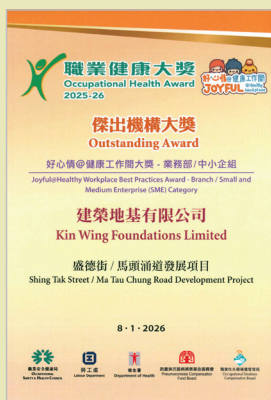 職業健康大獎
Occupational Health Award
2025-26
好心情@健康工作間
JOYFUL@Healthy Workplace
傑出機構大獎
Outstanding Award
好心情@健康工作間大獎 - 業務部/中小企組
Joyful@Healthy Workplace Best Practices Award - Branch / Small and
Medium Enterprise (SME) Category
建榮地基有限公司
Kin Wing Foundations Limited
盛德街 / 馬頭涌道發展項目
Shing Tak Street / Ma Tau Chung Road Development Project
8 · 1 · 2026
職業安全健康局
Occupational Safety & Health Council
勞工處
Labour Department
衞生署
Department of Health
肺塵埃沉着病補償基金委員會
Pneumoconiosis Compensation Fund Board
職業性失聰補償管理局
Occupational Deafness Compensation Board